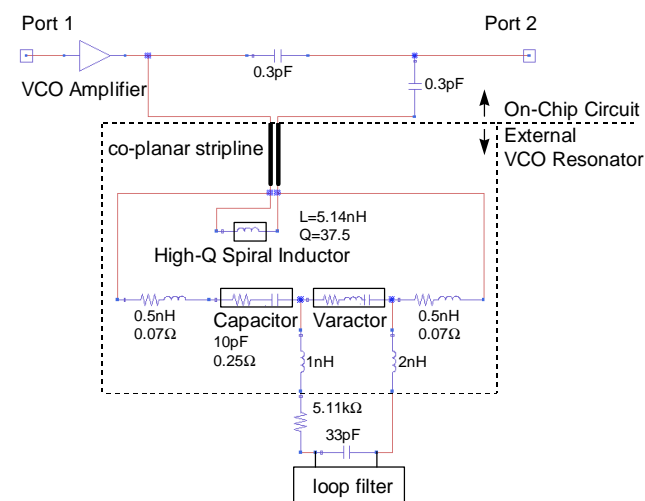 Port 1
Port 2
0.3pF
0.3pF
VCO Amplifier
On-Chip Circuit
External
VCO Resonator
co-planar stripline
L=5.14nH
Q=37.5
High-Q Spiral Inductor
0.5nH
0.07Ω
Capacitor
10pF
0.25Ω
Varactor
0.5nH
0.07Ω
1nH
2nH
5.11kΩ
33pF
loop filter